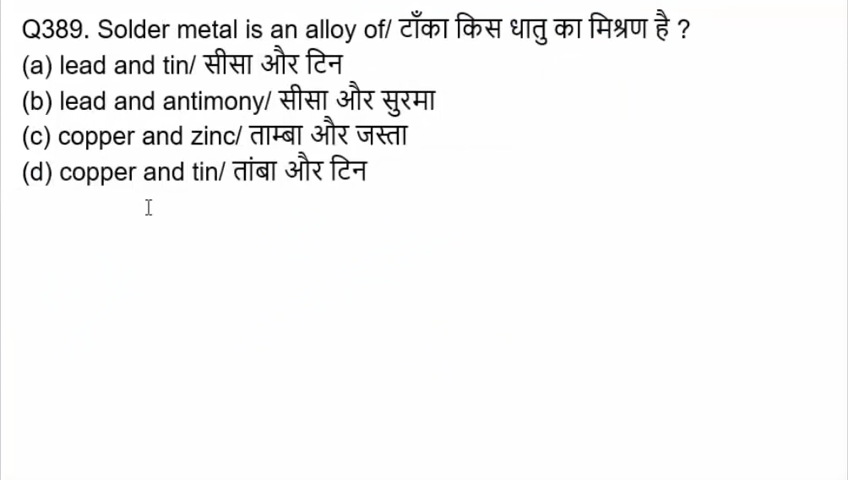 Q389. Solder metal is an alloy of/ टाँका किस धातु का मिश्रण है ?
(a) lead and tin/ सीसा और टिन
(b) lead and antimony/ सीसा और सुरमा
(c) copper and zinc/ ताम्बा और जस्ता
(d) copper and tin/ तांबा और टिन